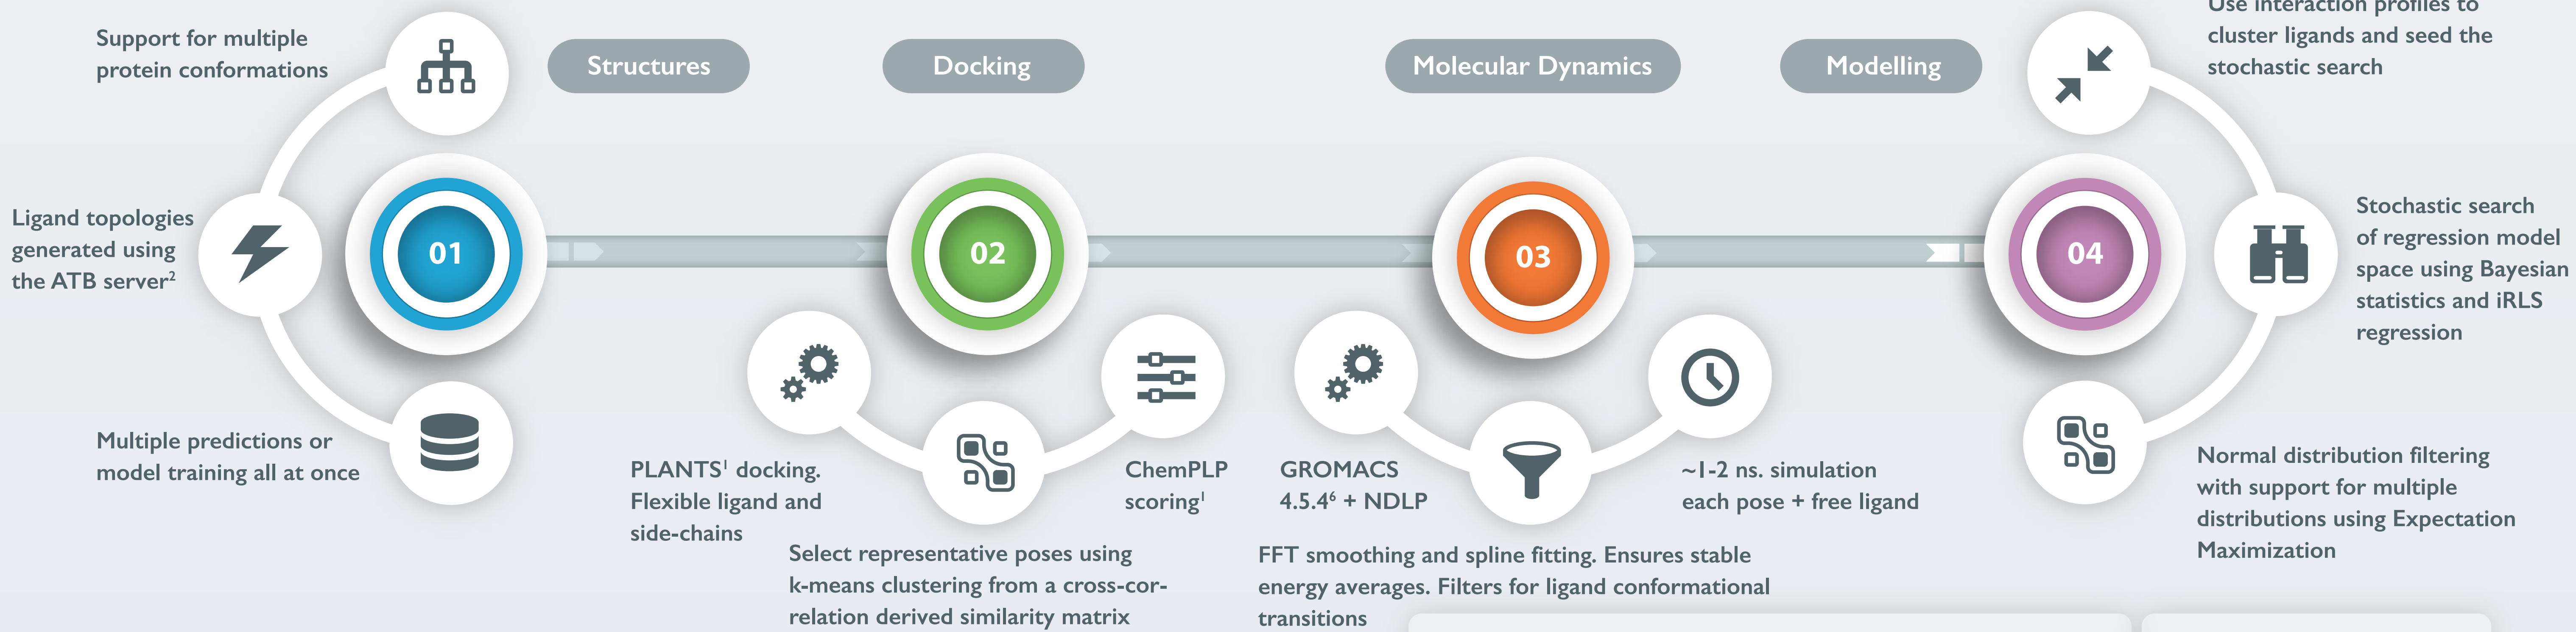 Support for multiple
protein conformations
Structures
Docking
Molecular Dynamics
Modelling
Use interaction profiles to
cluster ligands and seed the
stochastic search
Ligand topologies
generated using
the ATB server²
01
02
03
04
Stochastic search
of regression model
space using Bayesian
statistics and iRLS
regression
Multiple predictions or
model training all at once
PLANTS¹ docking.
Flexible ligand and
side-chains
Select representative poses using
k-means clustering from a cross-cor-
relation derived similarity matrix
ChemPLP
scoring¹
GROMACS
4.5.4⁶ + NDLP
FFT smoothing and spline fitting. Ensures stable
energy averages. Filters for ligand conformational
transitions
~1-2 ns. simulation
each pose + free ligand
Normal distribution filtering
with support for multiple
distributions using Expectation
Maximization